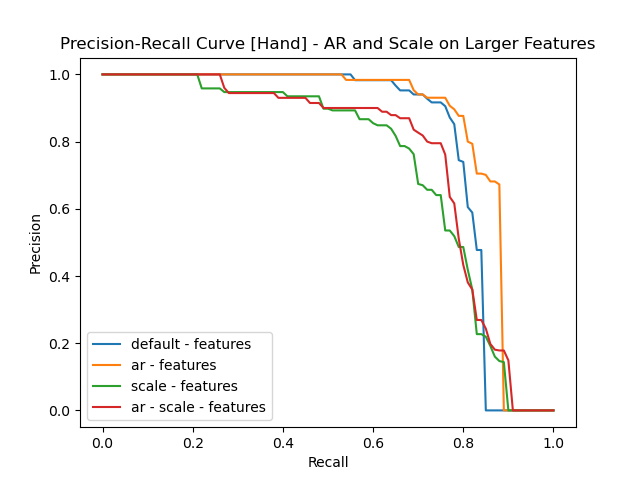 Precision-Recall Curve [Hand] - AR and Scale on Larger Features
1.0
0.8
0.6
0.4
0.2
0.0
Precision
default - features
ar - features
scale - features
ar - scale - features
0.0 0.2 0.4 0.6 0.8 1.0
Recall